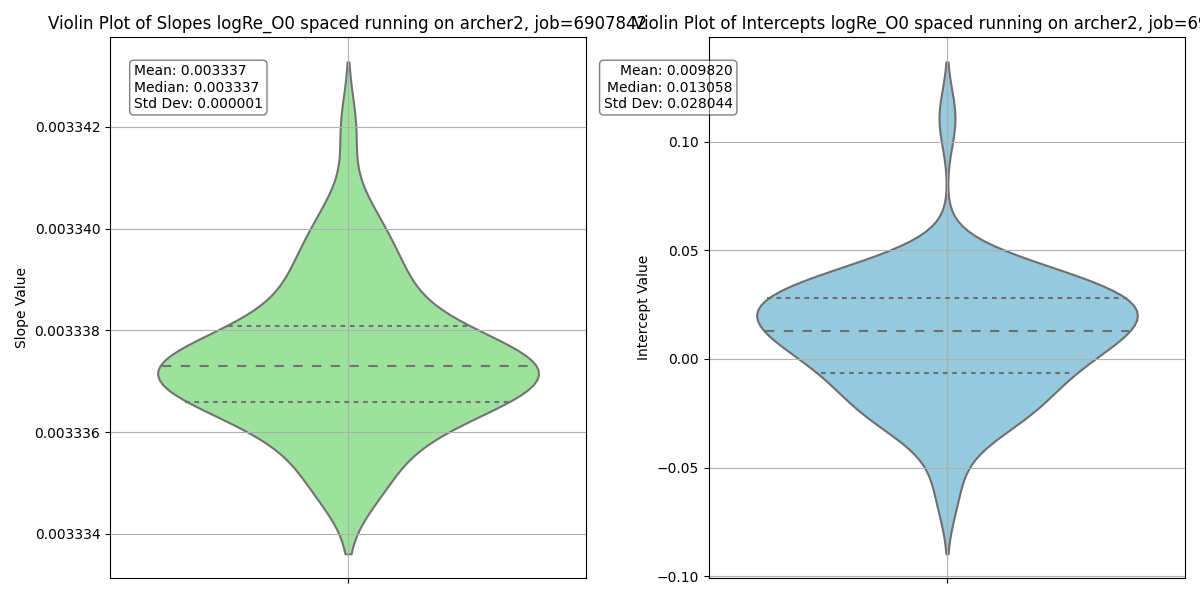 Violin Plot of Slopes logRe_O0 spaced running on archer2, job=6907842
Mean: 0.003337
Median: 0.003337
Std Dev: 0.000001
0.003342
0.003340
0.003338
0.003336
0.003334
Slope Value
Violin Plot of Intercepts logRe_O0 spaced running on archer2, job=69
Mean: 0.009820
Median: 0.013058
Std Dev: 0.028044
0.10
0.05
0.00
−0.05
−0.10
Intercept Value